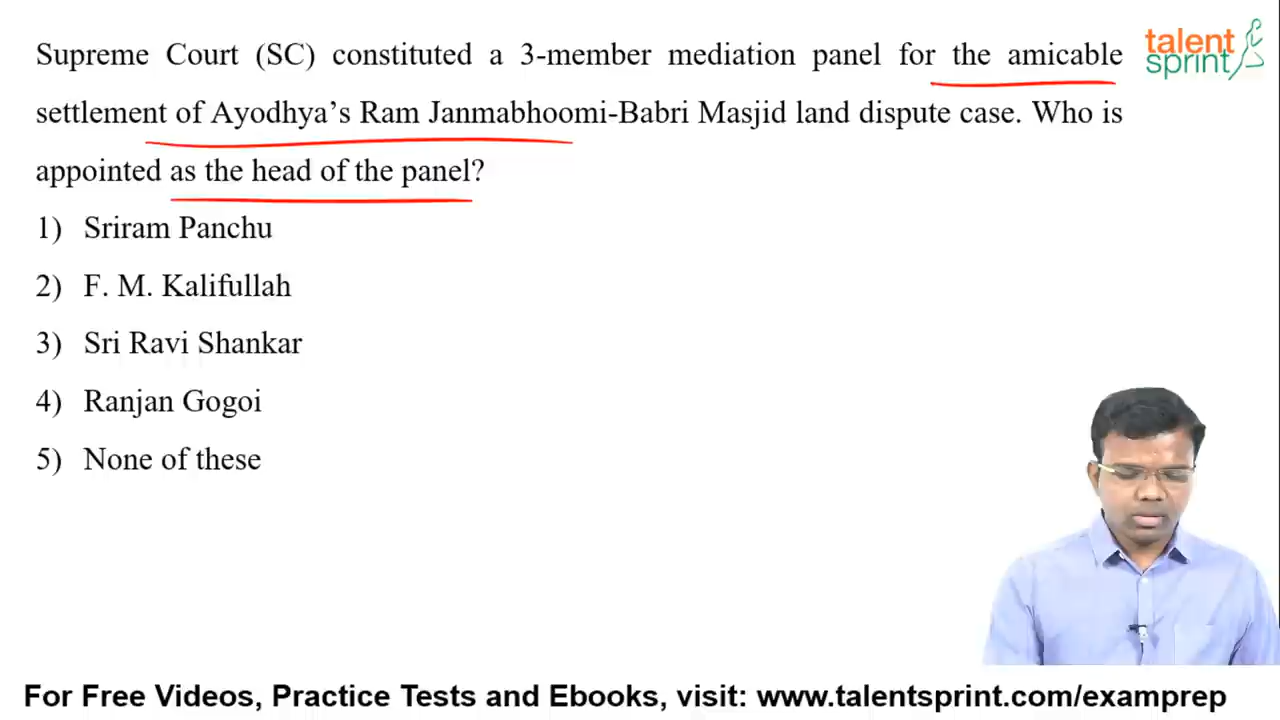 talent
sprint
Supreme Court (SC) constituted a 3-member mediation panel for the amicable
settlement of Ayodhya’s Ram Janmabhoomi-Babri Masjid land dispute case. Who is
appointed as the head of the panel?
1) Sriram Panchu
2) F. M. Kalifullah
3) Sri Ravi Shankar
4) Ranjan Gogoi
5) None of these
For Free Videos, Practice Tests and Ebooks, visit: www.talentsprint.com/examprep